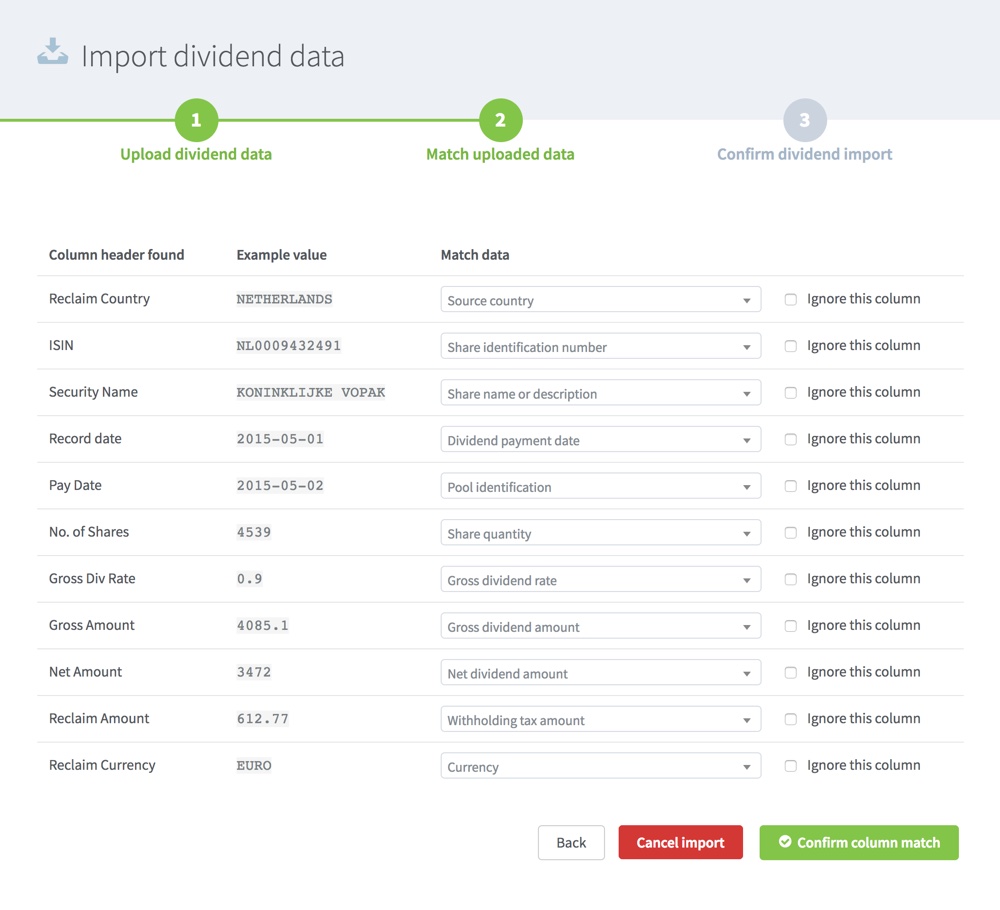 Import dividend data
1 2 3
Upload dividend data Match uploaded data Confirm dividend import
Column header found Example value Match data
Reclaim Country NETHERLANDS Source country Ignore this column
ISIN NL0009432491 Share identification number Ignore this column
Security Name KONINKLIJKE VOPAK Share name or description Ignore this column
Record date 2015-05-01 Dividend payment date Ignore this column
Pay Date 2015-05-02 Pool identification Ignore this column
No. of Shares 4539 Share quantity Ignore this column
Gross Div Rate 0.9 Gross dividend rate Ignore this column
Gross Amount 4085.1 Gross dividend amount Ignore this column
Net Amount 3472 Net dividend amount Ignore this column
Reclaim Amount 612.77 Withholding tax amount Ignore this column
Reclaim Currency EURO Currency Ignore this column
Back Cancel import Confirm column match